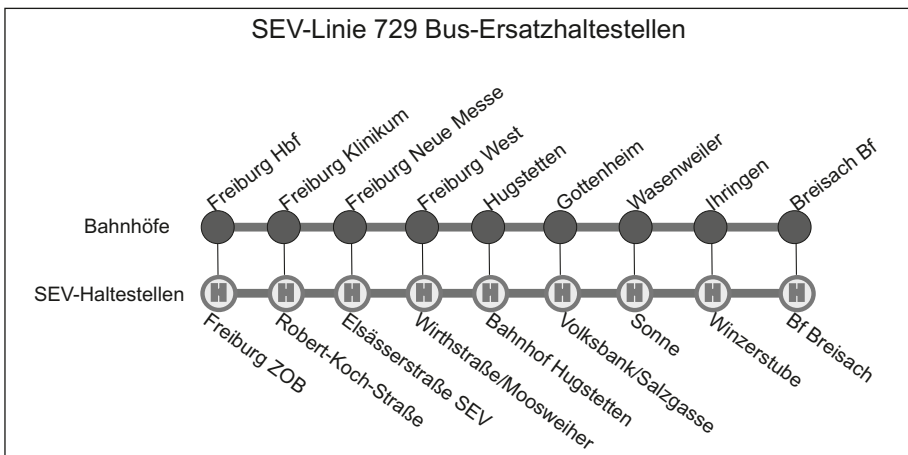 SEV-Linie 729 Bus-Ersatzhaltestellen
Freiburg Hbf
Freiburg Klinikum
Freiburg Neue Messe
Freiburg West
Hugstetten
Gottenheim
Wasenweiler
Ihringen
Breisach Bf
Bahnhöfe
SEV-Haltestellen
H
H
H
H
H
H
H
H
H
Freiburg ZOB
Robert-Koch-Straße
Elsässerstraße SEV
Wirthstraße/Moosweiher
Bahnhof Hugstetten
Volksbank/Salzgasse
Sonne
Winzerstube
Bf Breisach